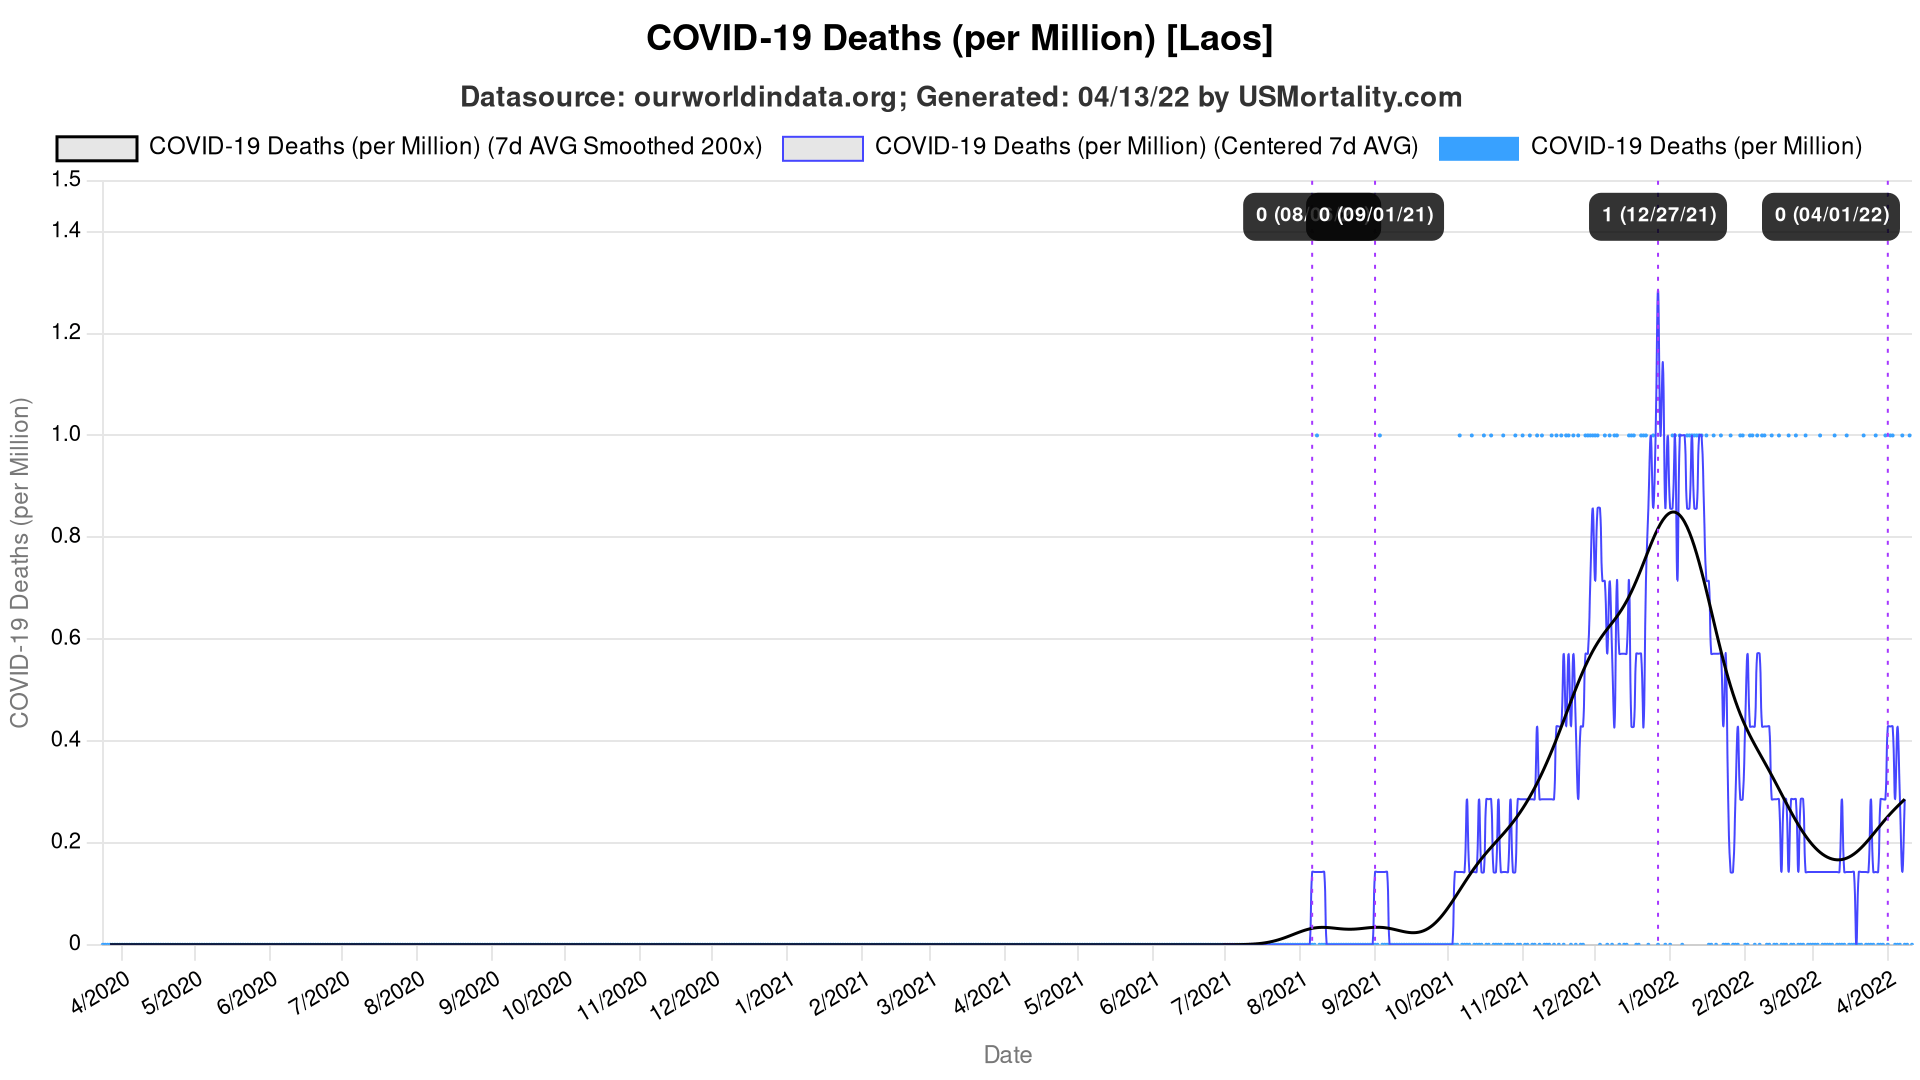 COVID-19 Deaths (per Million) [Laos]
Datasource: ourworldindata.org; Generated: 04/13/22 by USMortality.com
COVID-19 Deaths (per Million) (7d AVG Smoothed 200x) COVID-19 Deaths (per Million) (Centered 7d AVG) COVID-19 Deaths (per Million)
1.5
0 (08/ 0 (09/01/21) 1 (12/27/21) 0 (04/01/22)
1.4
1.2
1.0
0.8
0.6
0.4
0.2
0
COVID-19 Deaths (per Million)
4/2020 5/2020 6/2020 7/2020 8/2020 9/2020 10/2020 11/2020 12/2020 1/2021 2/2021 3/2021 4/2021 5/2021 6/2021 7/2021 8/2021 9/2021 10/2021 11/2021 12/2021 1/2022 2/2022 3/2022 4/2022
Date